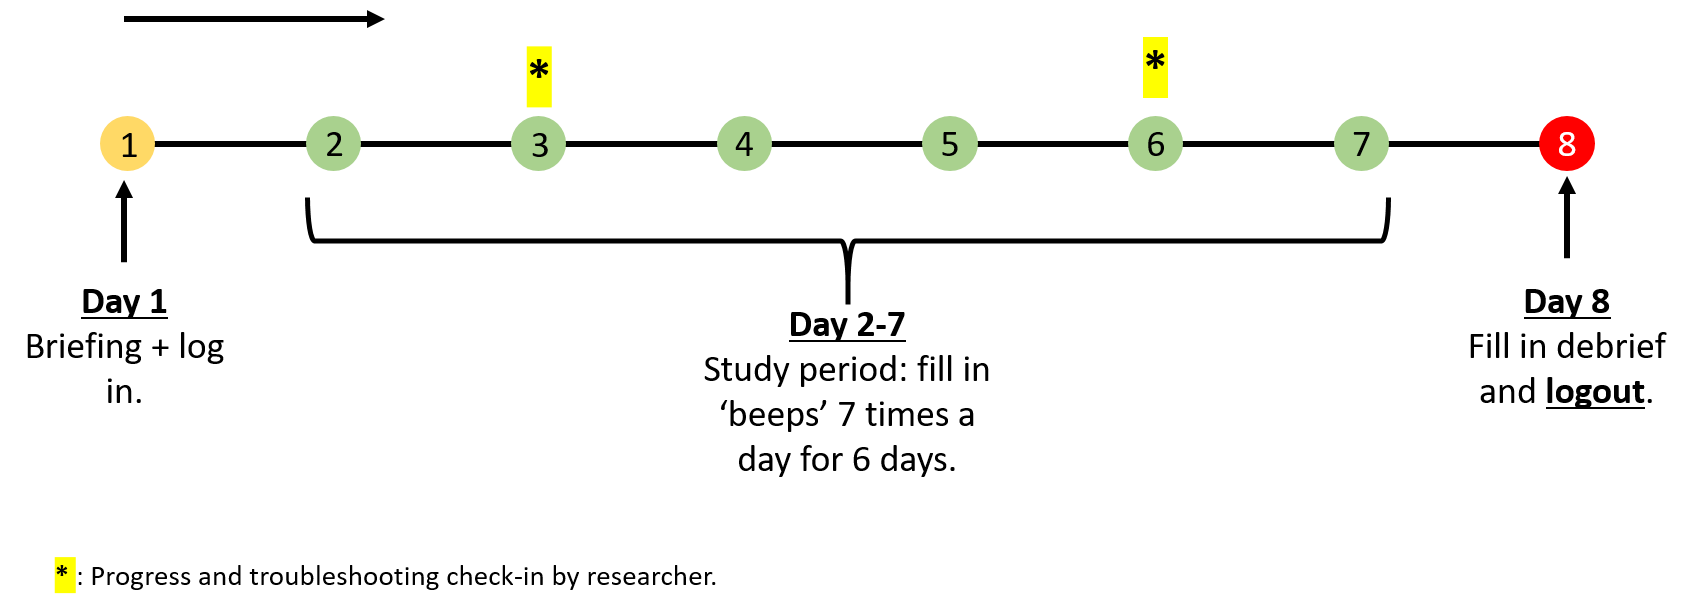 *
*
1
2
3
4
5
6
7
8
Day 1
Briefing + log
in.
Day 2-7
Study period: fill in
‘beeps’ 7 times a
day for 6 days.
Day 8
Fill in debrief
and logout.
* : Progress and troubleshooting check-in by researcher.